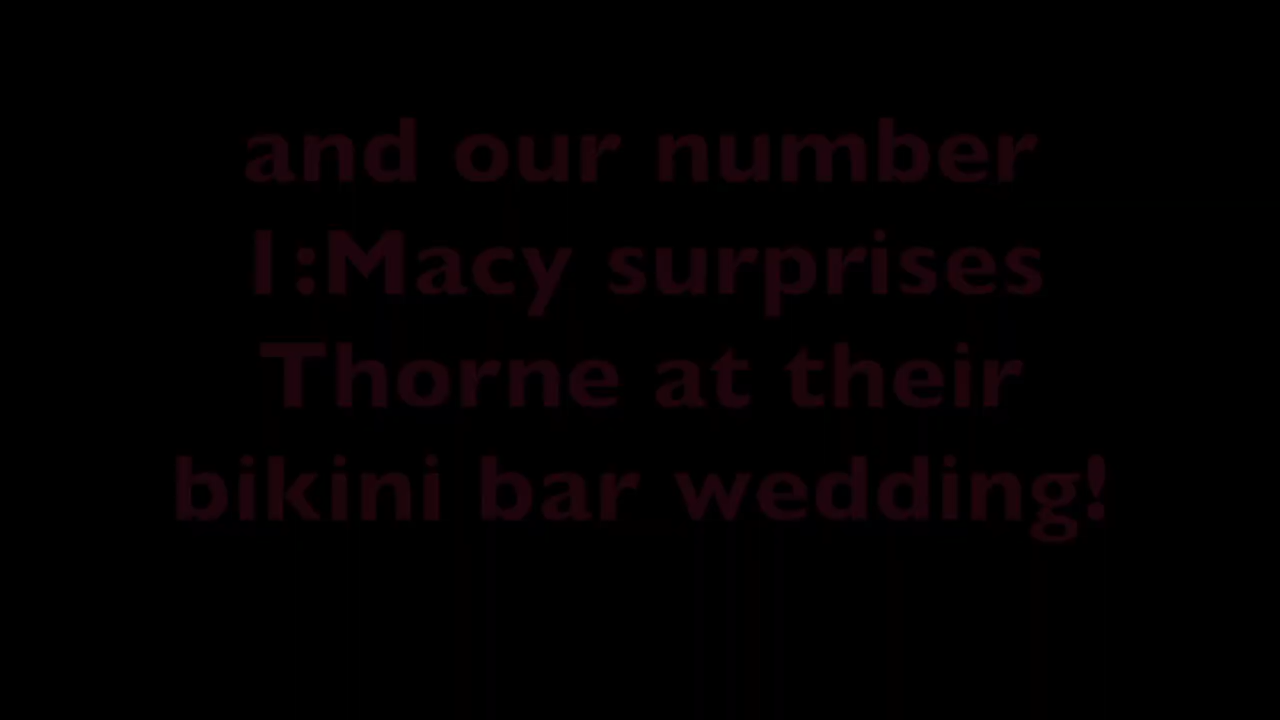 and our number
1:Macy surprises
Thorne at their
bikini bar wedding!